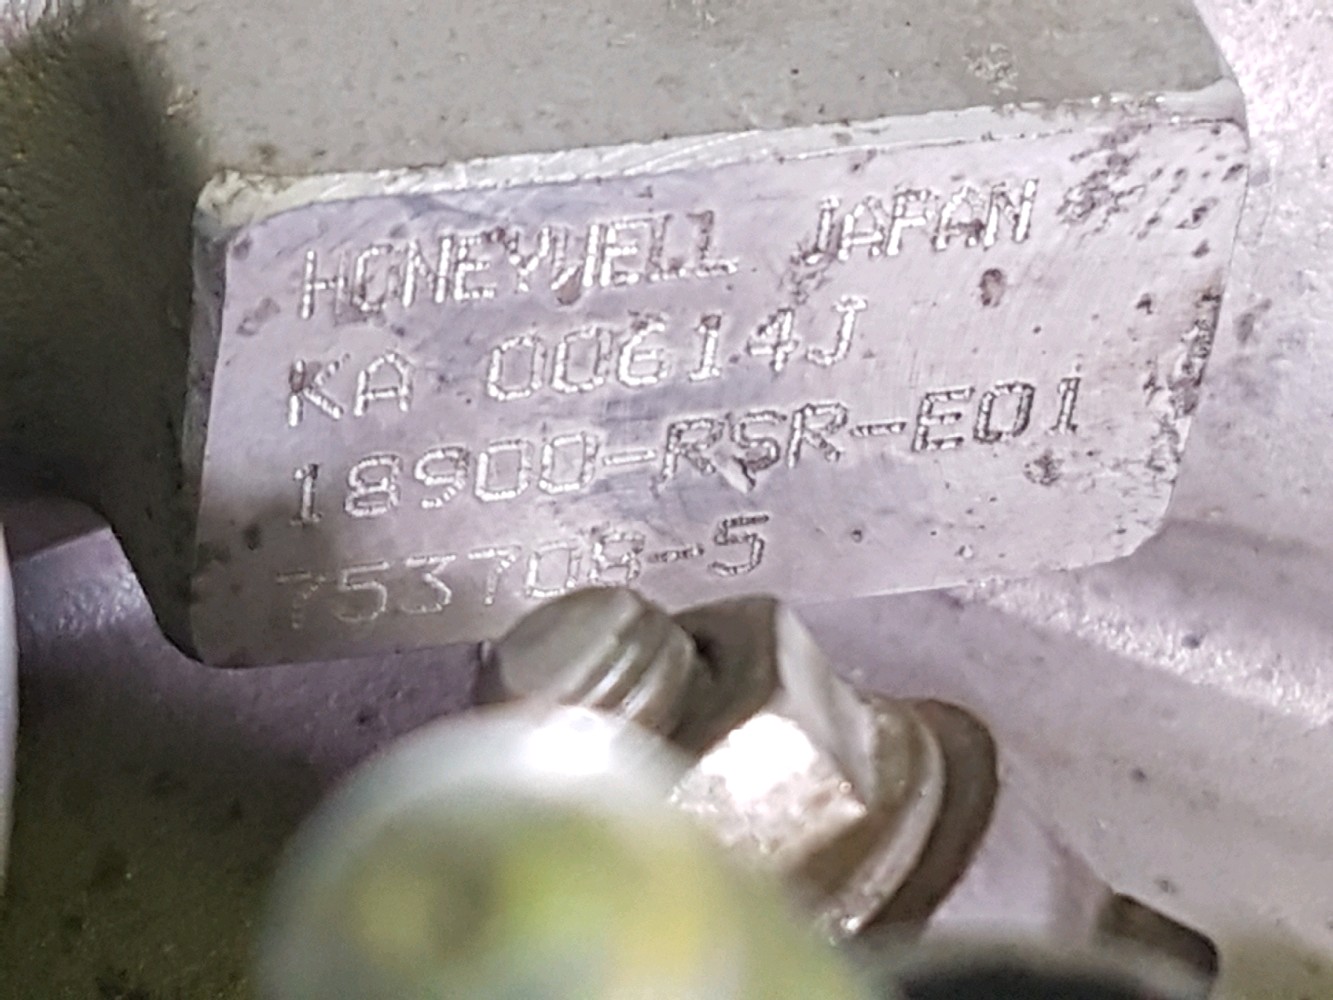 HONEYWELL JAPAN
KA 00614J
18900-RSR-E01
753708-5